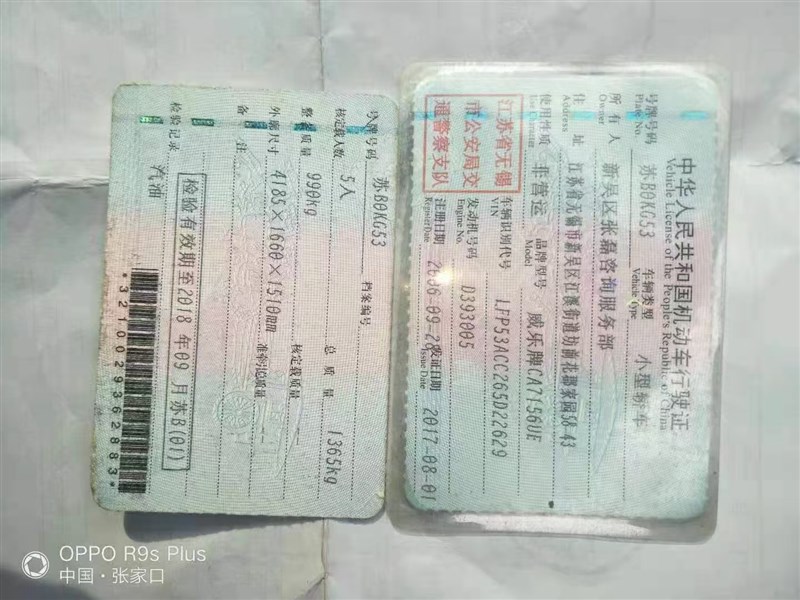 中华人民共和国机动车行驶证
Vehicle License of the People's Republic of China
号牌号码 苏B0KG53 车辆类型 小型轿车
Plate No. Vehicle Type
所有人 新吴区张磊咨询服务部
Owner
住址 江苏省无锡市新吴区江溪街道坊前花郡家园58-43
Address
使用性质 非营运 品牌型号 威乐牌CA7156UE
Use Character Model
江苏省无锡
市公安局交
通警察支队
车辆识别代号 LFP53ACC265D22629
VIN
发动机号码 D393005
Engine No.
注册日期 2006-09-28 发证日期 2017-08-01
Register Date Issue Date
号牌号码 苏B0KG53 档案编号
核定载人数 5人 总质量 1365kg
整备质量 990kg 核定载质量 --
外廓尺寸 4185×1660×1510mm 准牵引总质量 --
备注
检验有效期至2018年09月苏B(01)
检验记录 汽油
*3210029362883*
OPPO R9s Plus
中国·张家口